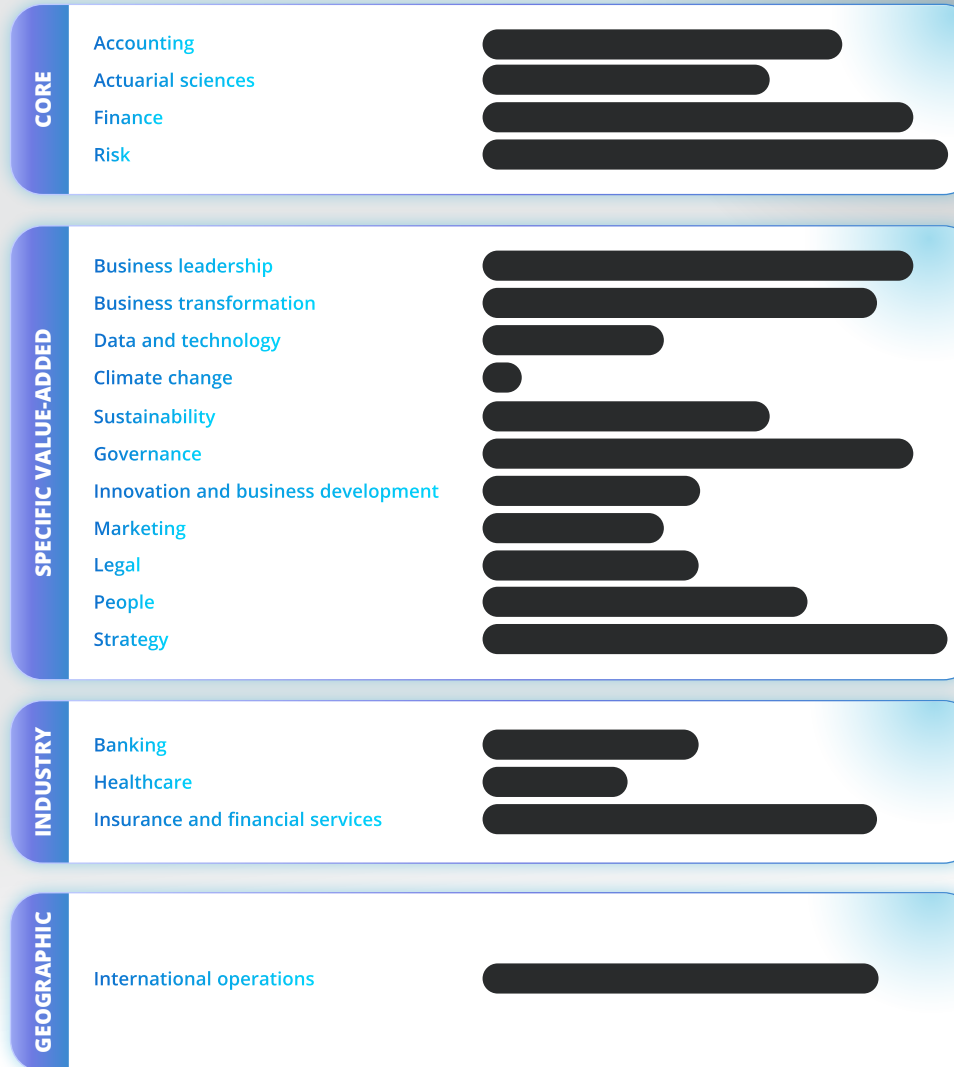 CORE
Accounting
Actuarial sciences
Finance
Risk
SPECIFIC VALUE-ADDED
Business leadership
Business transformation
Data and technology
Climate change
Sustainability
Governance
Innovation and business development
Marketing
Legal
People
Strategy
INDUSTRY
Banking
Healthcare
Insurance and financial services
GEOGRAPHIC
International operations